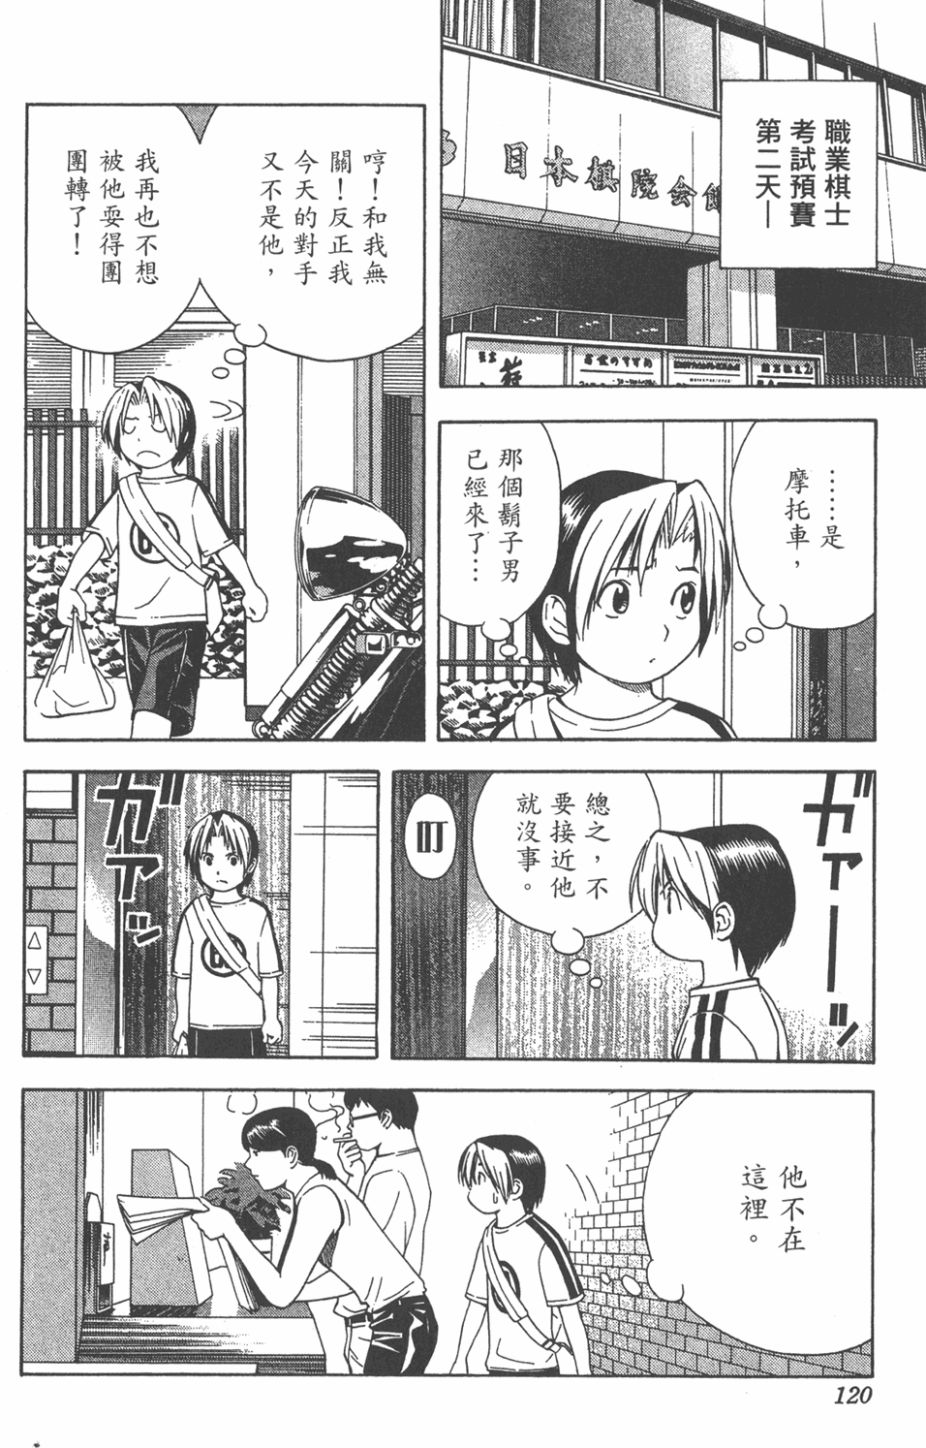 職業棋士
考試預賽
第二天—
日本棋院会館
……是
摩托車，
那個鬍子男
已經來了…
哼！和我無
關！反正我
今天的對手
又不是他，
我再也不想
被他耍得團
團轉了！
ガァーッ
總之，不
要接近他
就沒事。
ガァッ
△
▽
他不在
這裡。
120